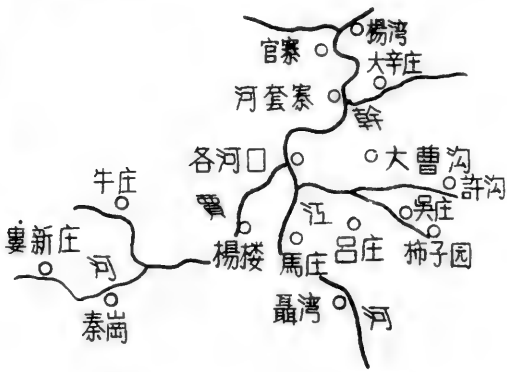 楊湾
官寨
大辛庄
河套寨
幹
各河口
大曹沟
許沟
牛庄
賈
江
吳庄
婁新庄
河
楊楼
馬庄
呂庄
柿子园
秦崗
聶湾
河